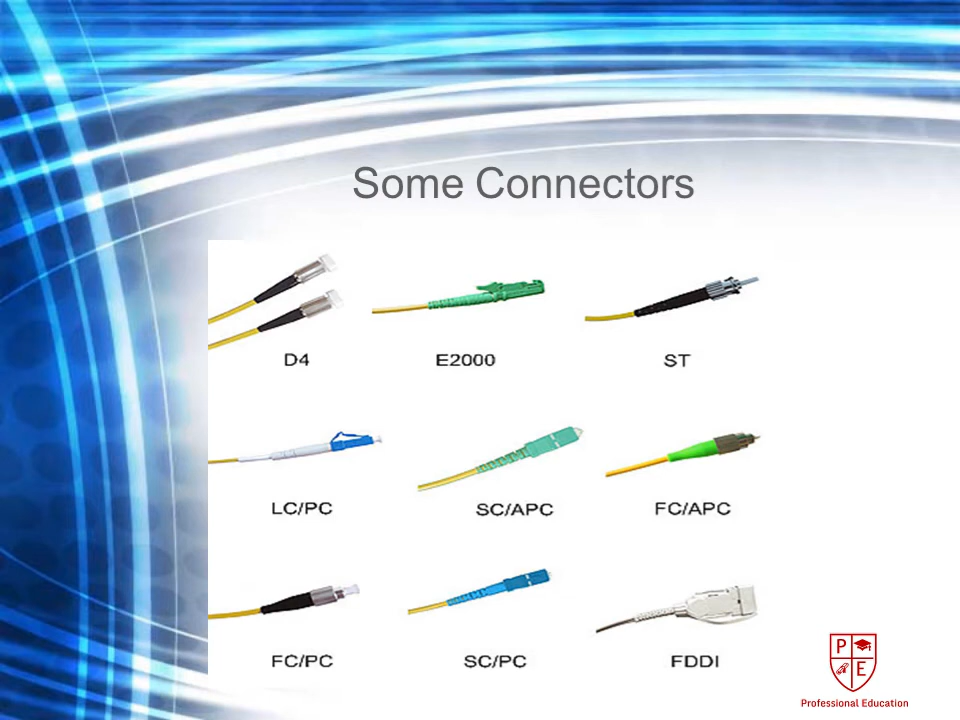 Some Connectors
D4
E2000
ST
LC/PC
SC/APC
FC/APC
FC/PC
SC/PC
FDDI
P
E
Professional Education